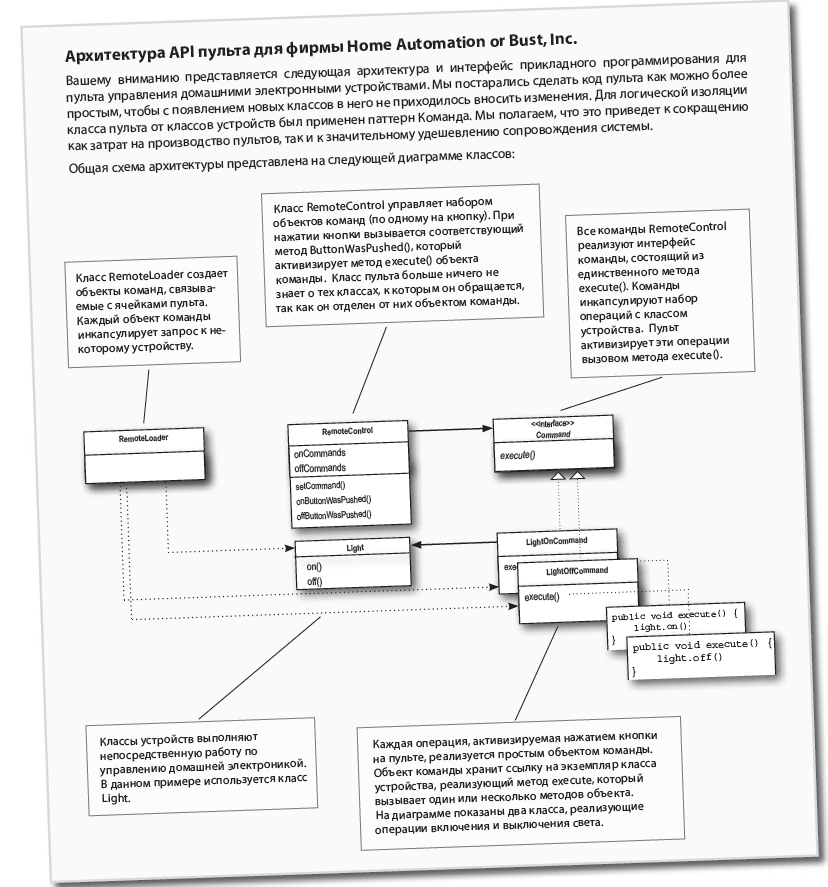 Архитектура API пульта для фирмы Home Automation or Bust, Inc.
Вашему вниманию представляется следующая архитектура и интерфейс прикладного программирования для
пульта управления домашними электронными устройствами. Мы постарались сделать код пульта как можно более
простым, чтобы с появлением новых классов в него не приходилось вносить изменения. Для логической изоляции
класса пульта от классов устройств был применен паттерн Команда. Мы полагаем, что это приведет к сокращению
как затрат на производство пультов, так и к значительному удешевлению сопровождения системы.
Общая схема архитектуры представлена на следующей диаграмме классов:
Класс RemoteLoader создает
объекты команд, связыва-
емые с ячейками пульта.
Каждый объект команды
инкапсулирует запрос к не-
которому устройству.
Класс RemoteControl управляет набором
объектов команд (по одному на кнопку). При
нажатии кнопки вызывается соответствующий
метод ButtonWasPushed(), который
активизирует метод execute() объекта
команды. Класс пульта больше ничего не
знает о тех классах, к которым он обращается,
так как он отделен от них объектом команды.
Все команды RemoteControl
реализуют интерфейс
команды, состоящий из
единственного метода
execute(). Команды
инкапсулируют набор
операций с классом
устройства. Пульт
активизирует эти операции
вызовом метода execute().
RemoteLoader
RemoteControl
onCommands
offCommands
setCommand()
onButtonWasPushed()
offButtonWasPushed()
<<interface>>
Command
execute()
Light
on()
off()
LightOnCommand
exe
LightOffCommand
execute()
public void execute() {
light.on()
}
public void execute() {
light.off()
}
Классы устройств выполняют
непосредственную работу по
управлению домашней электроникой.
В данном примере используется класс
Light.
Каждая операция, активизируемая нажатием кнопки
на пульте, реализуется простым объектом команды.
Объект команды хранит ссылку на экземпляр класса
устройства, реализующий метод execute, который
вызывает один или несколько методов объекта.
На диаграмме показаны два класса, реализующие
операции включения и выключения света.